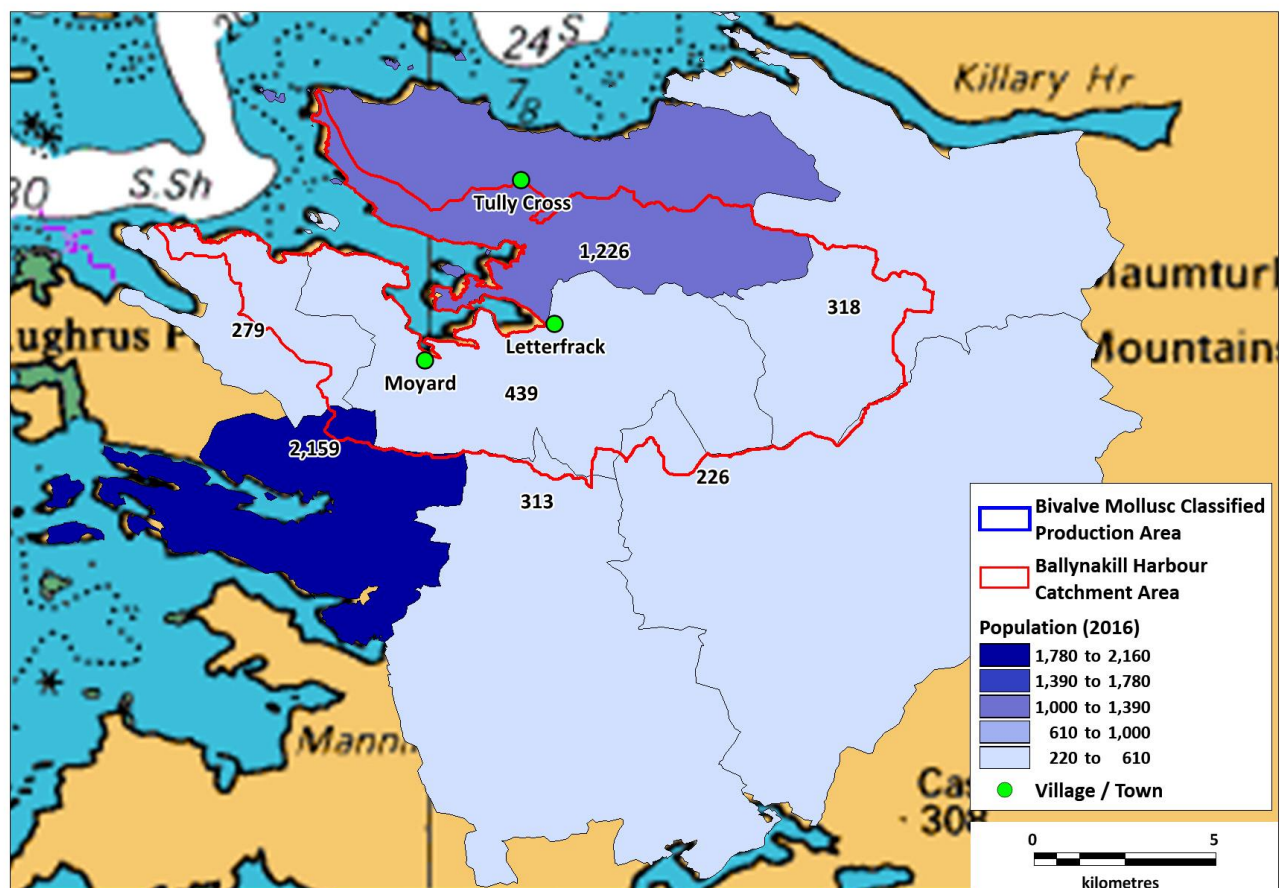 24 S
7
8
Killary Hr
30
S.Sh
Tully Cross
1,226
318
279
Letterfrack
Moyard
439
2,159
226
313
Mountains
Population (2016)
Bivalve Mollusc Classified
Production Area
Ballynakill Harbour
Catchment Area
1,780 to 2,160
1,390 to 1,780
1,000 to 1,390
610 to 1,000
220 to 610
Village / Town
308
0 5
kilometres